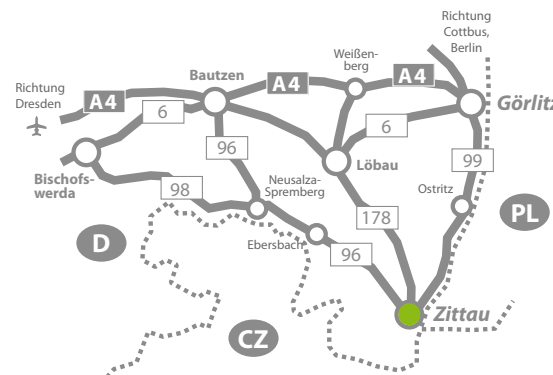 Richtung
Cottbus,
Berlin
Weißen-
berg
Bautzen
A4
A4
Richtung
Dresden
A4
Görlitz
6
6
96
Löbau
99
Bischofs-
werda
98
Neusalza-
Spremberg
Ostritz
178
PL
D
Ebersbach
96
Zittau
CZ